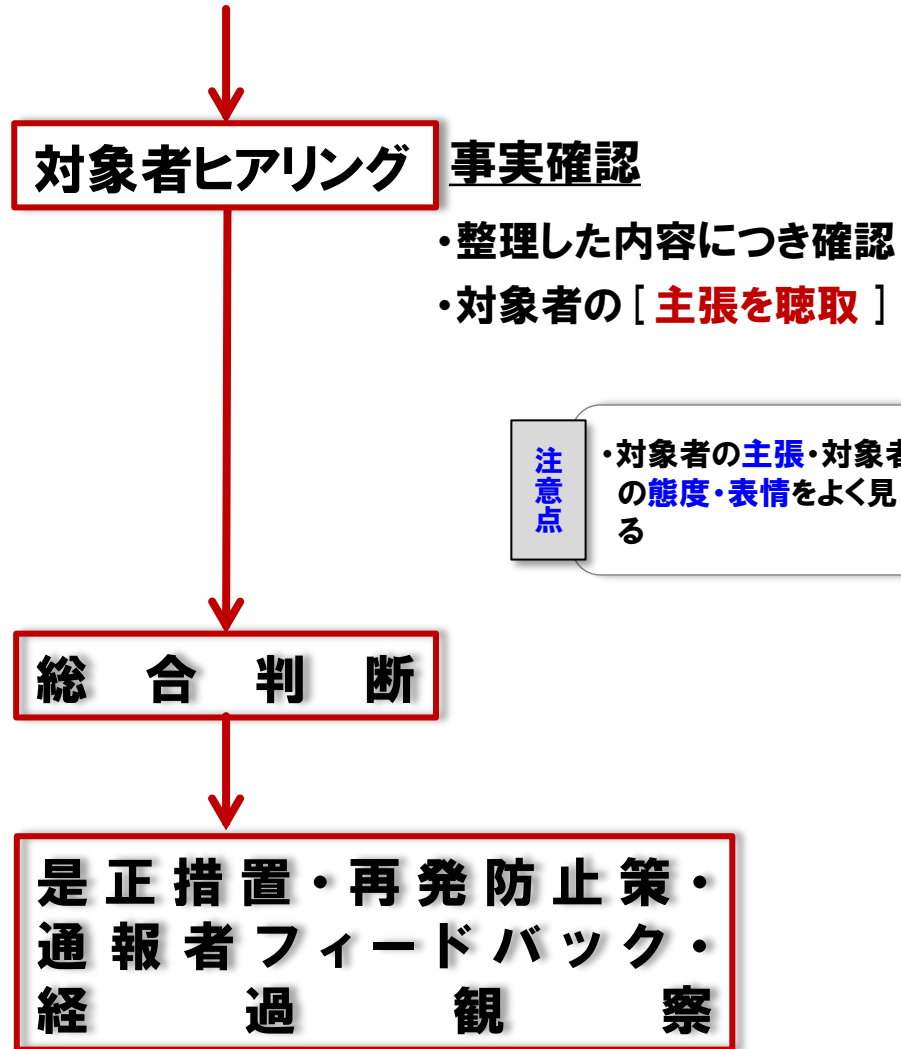 対象者ヒアリング
事実確認
・整理した内容につき確認
・対象者の[ 主張を聴取 ]
注意点
・対象者の主張・対象者
の態度・表情をよく見
る
総合判断
是正措置・再発防止策・
通報者フィードバック・
経過観察